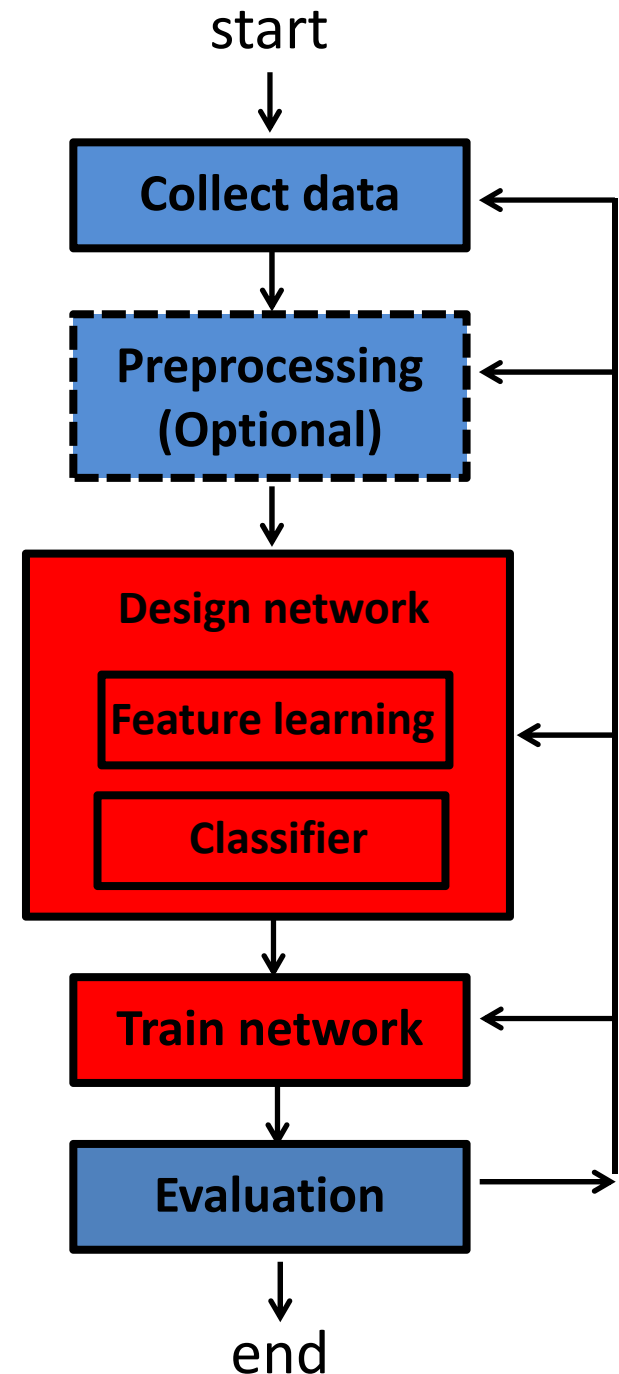 start
Collect data
Preprocessing
(Optional)
Design network
Feature learning
Classifier
Train network
Evaluation
end